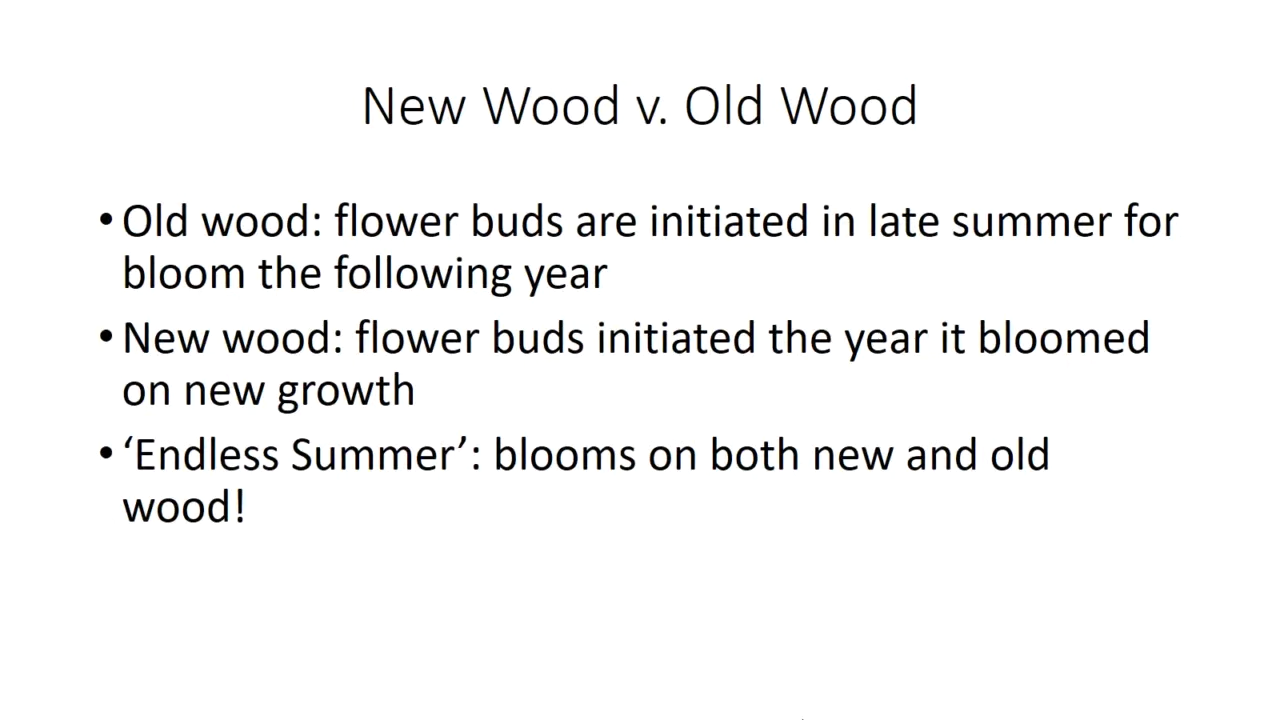 New Wood v. Old Wood
• Old wood: flower buds are initiated in late summer for
bloom the following year
• New wood: flower buds initiated the year it bloomed
on new growth
• ‘Endless Summer’: blooms on both new and old
wood!